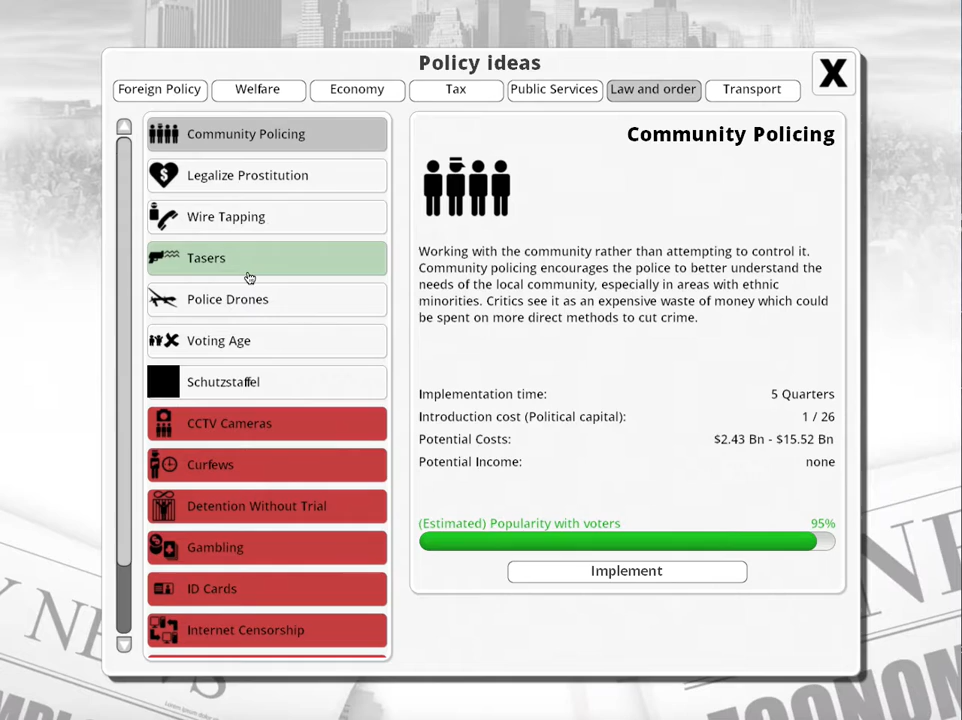 Policy ideas
X
Foreign Policy
Welfare
Economy
Tax
Public Services
Law and order
Transport
Community Policing
Legalize Prostitution
Wire Tapping
Tasers
Police Drones
Voting Age
Schutzstaffel
CCTV Cameras
Curfews
Detention Without Trial
Gambling
ID Cards
Internet Censorship
Community Policing
Working with the community rather than attempting to control it.
Community policing encourages the police to better understand the
needs of the local community, especially in areas with ethnic
minorities. Critics see it as an expensive waste of money which could
be spent on more direct methods to cut crime.
Implementation time: 5 Quarters
Introduction cost (Political capital): 1 / 26
Potential Costs: $2.43 Bn - $15.52 Bn
Potential Income: none
(Estimated) Popularity with voters 95%
Implement